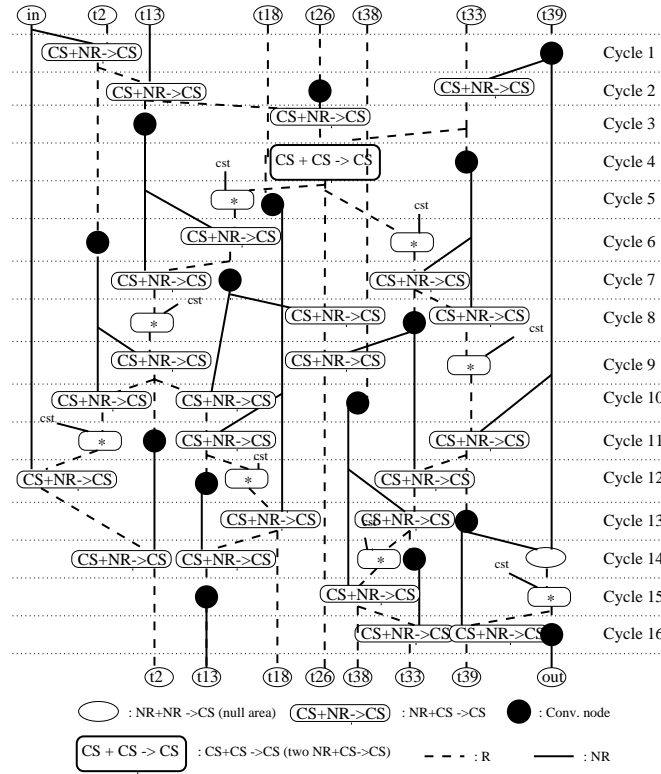 in t2 t13 t18 t26 t38 t33 t39
CS+NR->CS Cycle 1
CS+NR->CS CS+NR->CS Cycle 2
CS+NR->CS Cycle 3
CS + CS -> CS Cycle 4
cst
* cst Cycle 5
CS+NR->CS * Cycle 6
CS+NR->CS CS+NR->CS Cycle 7
cst
* CS+NR->CS CS+NR->CS Cycle 8
cst
CS+NR->CS CS+NR->CS * Cycle 9
CS+NR->CS CS+NR->CS Cycle 10
cst
* CS+NR->CS CS+NR->CS Cycle 11
cst
CS+NR->CS * CS+NR->CS Cycle 12
CS+NR->CS CS+NR->CS Cycle 13
cst
CS+NR->CS CS+NR->CS * Cycle 14
cst
CS+NR->CS * Cycle 15
CS+NR->CS CS+NR->CS Cycle 16
t2 t13 t18 t26 t38 t33 t39 out
: NR+NR ->CS (null area) CS+NR->CS : NR+CS ->CS : Conv. node
CS + CS -> CS : CS+CS ->CS (two NR+CS->CS) : R : NR